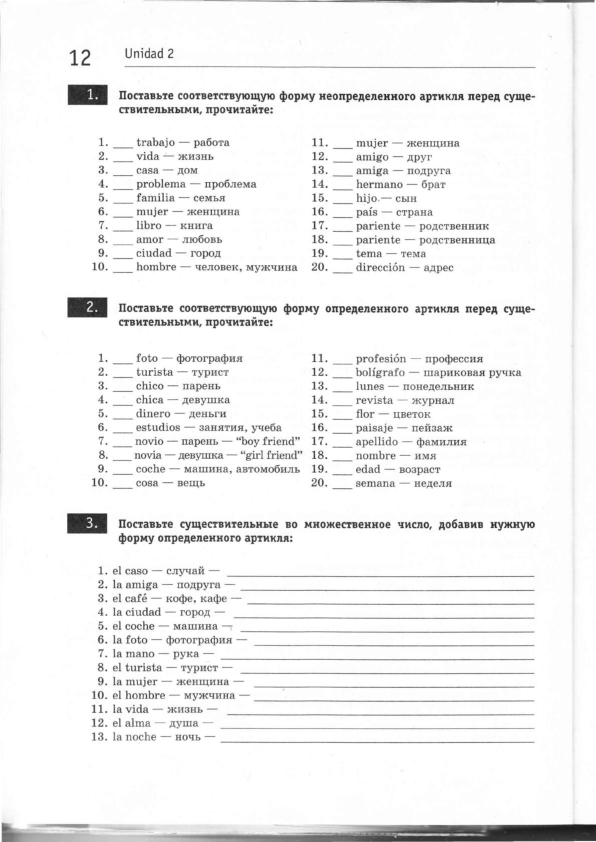 12 Unidad 2
1. Поставьте соответствующую форму неопределенного артикля перед суще-
ствительными, прочитайте:
1. ___ trabajo — работа
2. ___ vida — жизнь
3. ___ casa — дом
4. ___ problema — проблема
5. ___ familia — семья
6. ___ mujer — женщина
7. ___ libro — книга
8. ___ amor — любовь
9. ___ ciudad — город
10. ___ hombre — человек, мужчина
11. ___ mujer — женщина
12. ___ amigo — друг
13. ___ amiga — подруга
14. ___ hermano — брат
15. ___ hijo — сын
16. ___ país — страна
17. ___ pariente — родственник
18. ___ pariente — родственница
19. ___ tema — тема
20. ___ dirección — адрес
2. Поставьте соответствующую форму определенного артикля перед суще-
ствительными, прочитайте:
1. ___ foto — фотография
2. ___ turista — турист
3. ___ chico — парень
4. ___ chica — девушка
5. ___ dinero — деньги
6. ___ estudios — занятия, учеба
7. ___ novio — парень — “boy friend”
8. ___ novia — девушка — “girl friend”
9. ___ coche — машина, автомобиль
10. ___ cosa — вещь
11. ___ profesión — профессия
12. ___ bolígrafo — шариковая ручка
13. ___ lunes — понедельник
14. ___ revista — журнал
15. ___ flor — цветок
16. ___ paisaje — пейзаж
17. ___ apellido — фамилия
18. ___ nombre — имя
19. ___ edad — возраст
20. ___ semana — неделя
3. Поставьте существительные во множественное число, добавив нужную
форму определенного артикля:
1. el caso — случай — ___
2. la amiga — подруга — ___
3. el café — кофе, кафе — ___
4. la ciudad — город — ___
5. el coche — машина — ___
6. la foto — фотография — ___
7. la mano — рука — ___
8. el turista — турист — ___
9. la mujer — женщина — ___
10. el hombre — мужчина — ___
11. la vida — жизнь — ___
12. el alma — душа — ___
13. la noche — ночь — ___